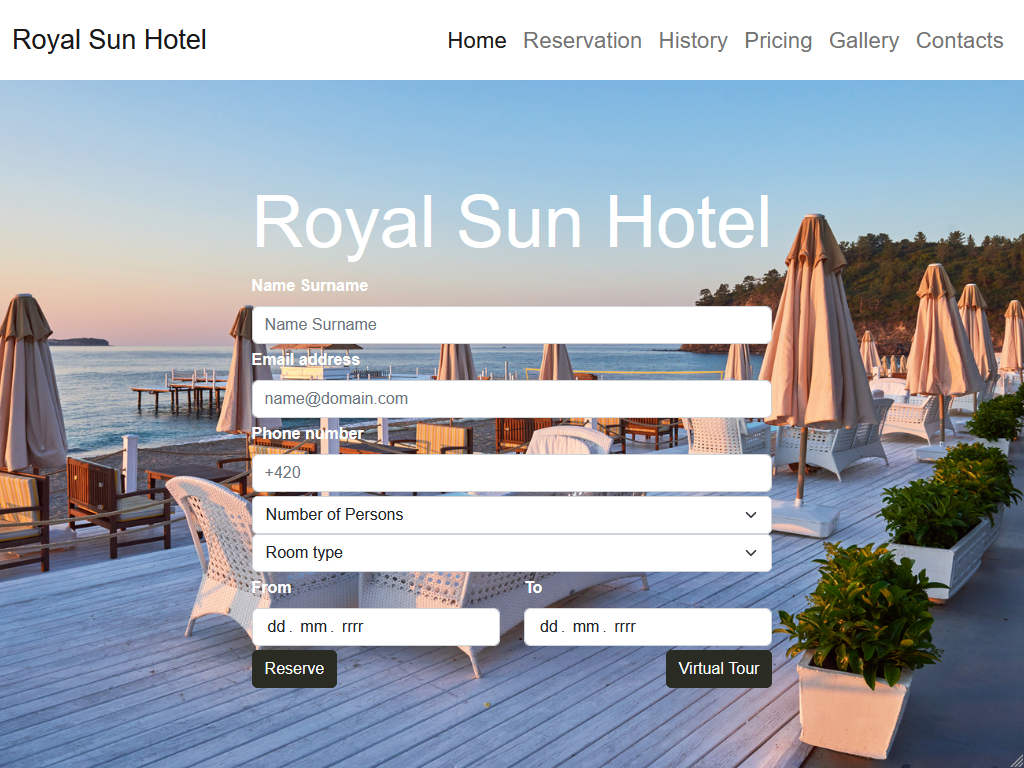 Royal Sun Hotel
Home Reservation History Pricing Gallery Contacts
Royal Sun Hotel
Name Surname
Name Surname
Email address
name@domain.com
Phone number
+420
Number of Persons
Room type
From To
dd . mm . rrrr dd . mm . rrrr
Reserve Virtual Tour